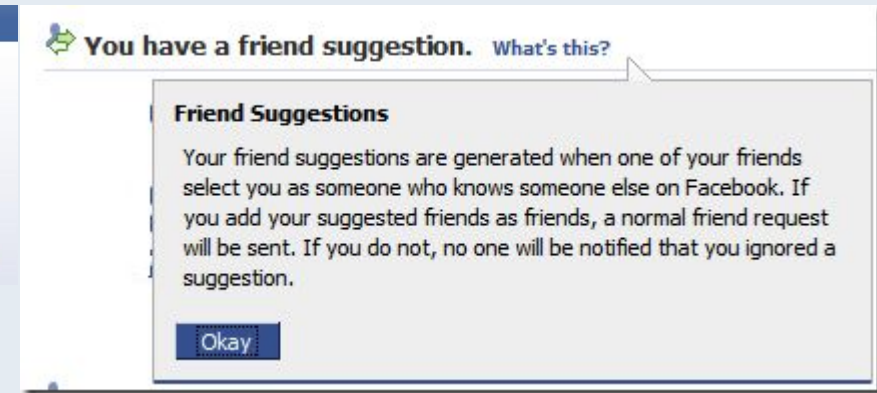 You have a friend suggestion. What's this?
Friend Suggestions
Your friend suggestions are generated when one of your friends
select you as someone who knows someone else on Facebook. If
you add your suggested friends as friends, a normal friend request
will be sent. If you do not, no one will be notified that you ignored a
suggestion.
Okay